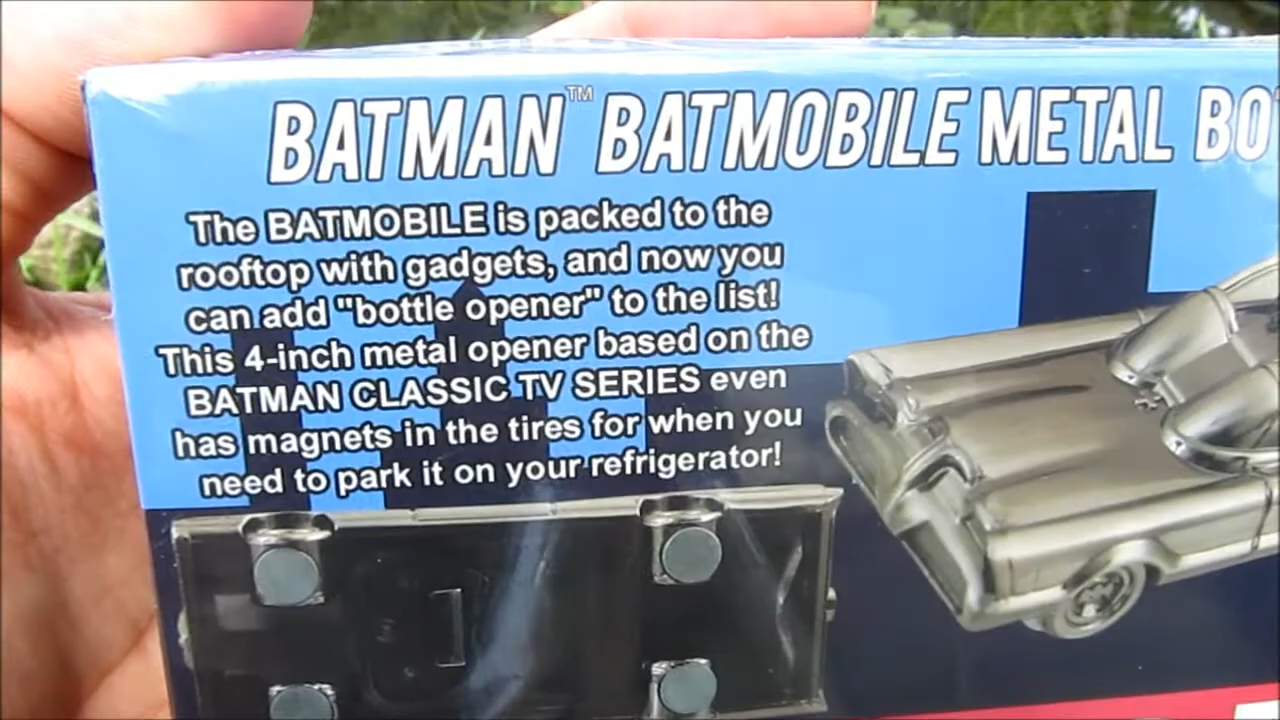 BATMAN™ BATMOBILE METAL BO
The BATMOBILE is packed to the
rooftop with gadgets, and now you
can add "bottle opener" to the list!
This 4-inch metal opener based on the
BATMAN CLASSIC TV SERIES even
has magnets in the tires for when you
need to park it on your refrigerator!